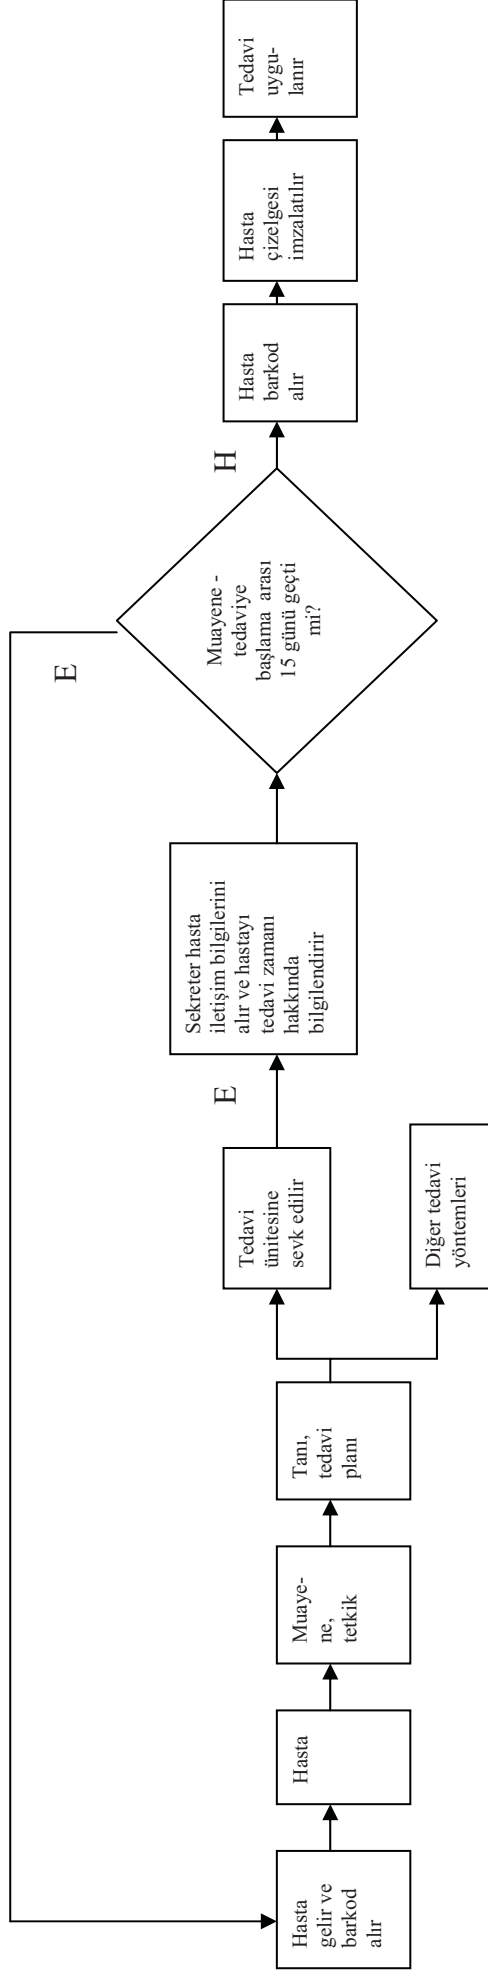 Hasta
gelir ve
barkod
alır
Hasta
Muaye-
ne,
tetkik
Tanı,
tedavi
planı
Tedavi
ünitesine
sevk edilir
Diğer tedavi
yöntemleri
E
Sekreter hasta
iletişim bilgilerini
alır ve hastayı
tedavi zamanı
hakkında
bilgilendirir
Muayene -
tedaviye
başlama arası
15 günü geçti
mi?
E
H
Hasta
barkod
alır
Hasta
çizelgesi
imzalatılır
Tedavi
uygu-
lanır